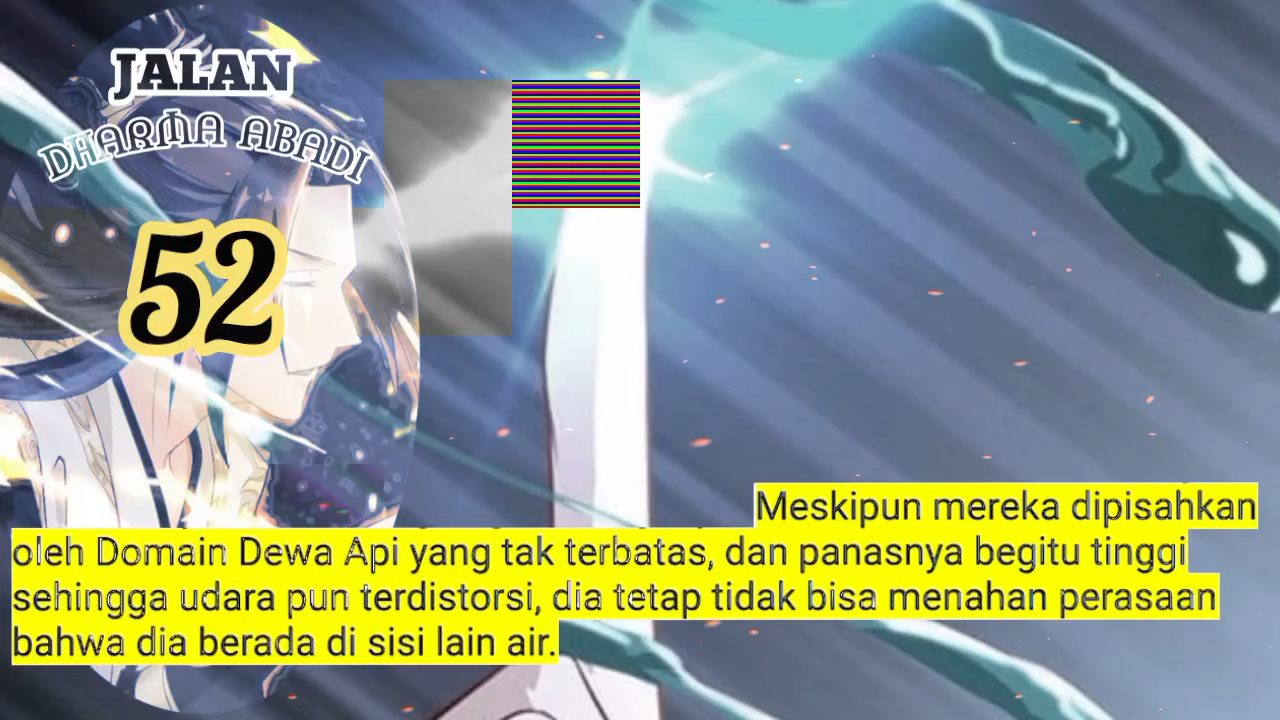 JALAN
DHARMA ABADI
52
Meskipun mereka dipisahkan
oleh Domain Dewa Api yang tak terbatas, dan panasnya begitu tinggi
sehingga udara pun terdistorsi, dia tetap tidak bisa menahan perasaan
bahwa dia berada di sisi lain air.